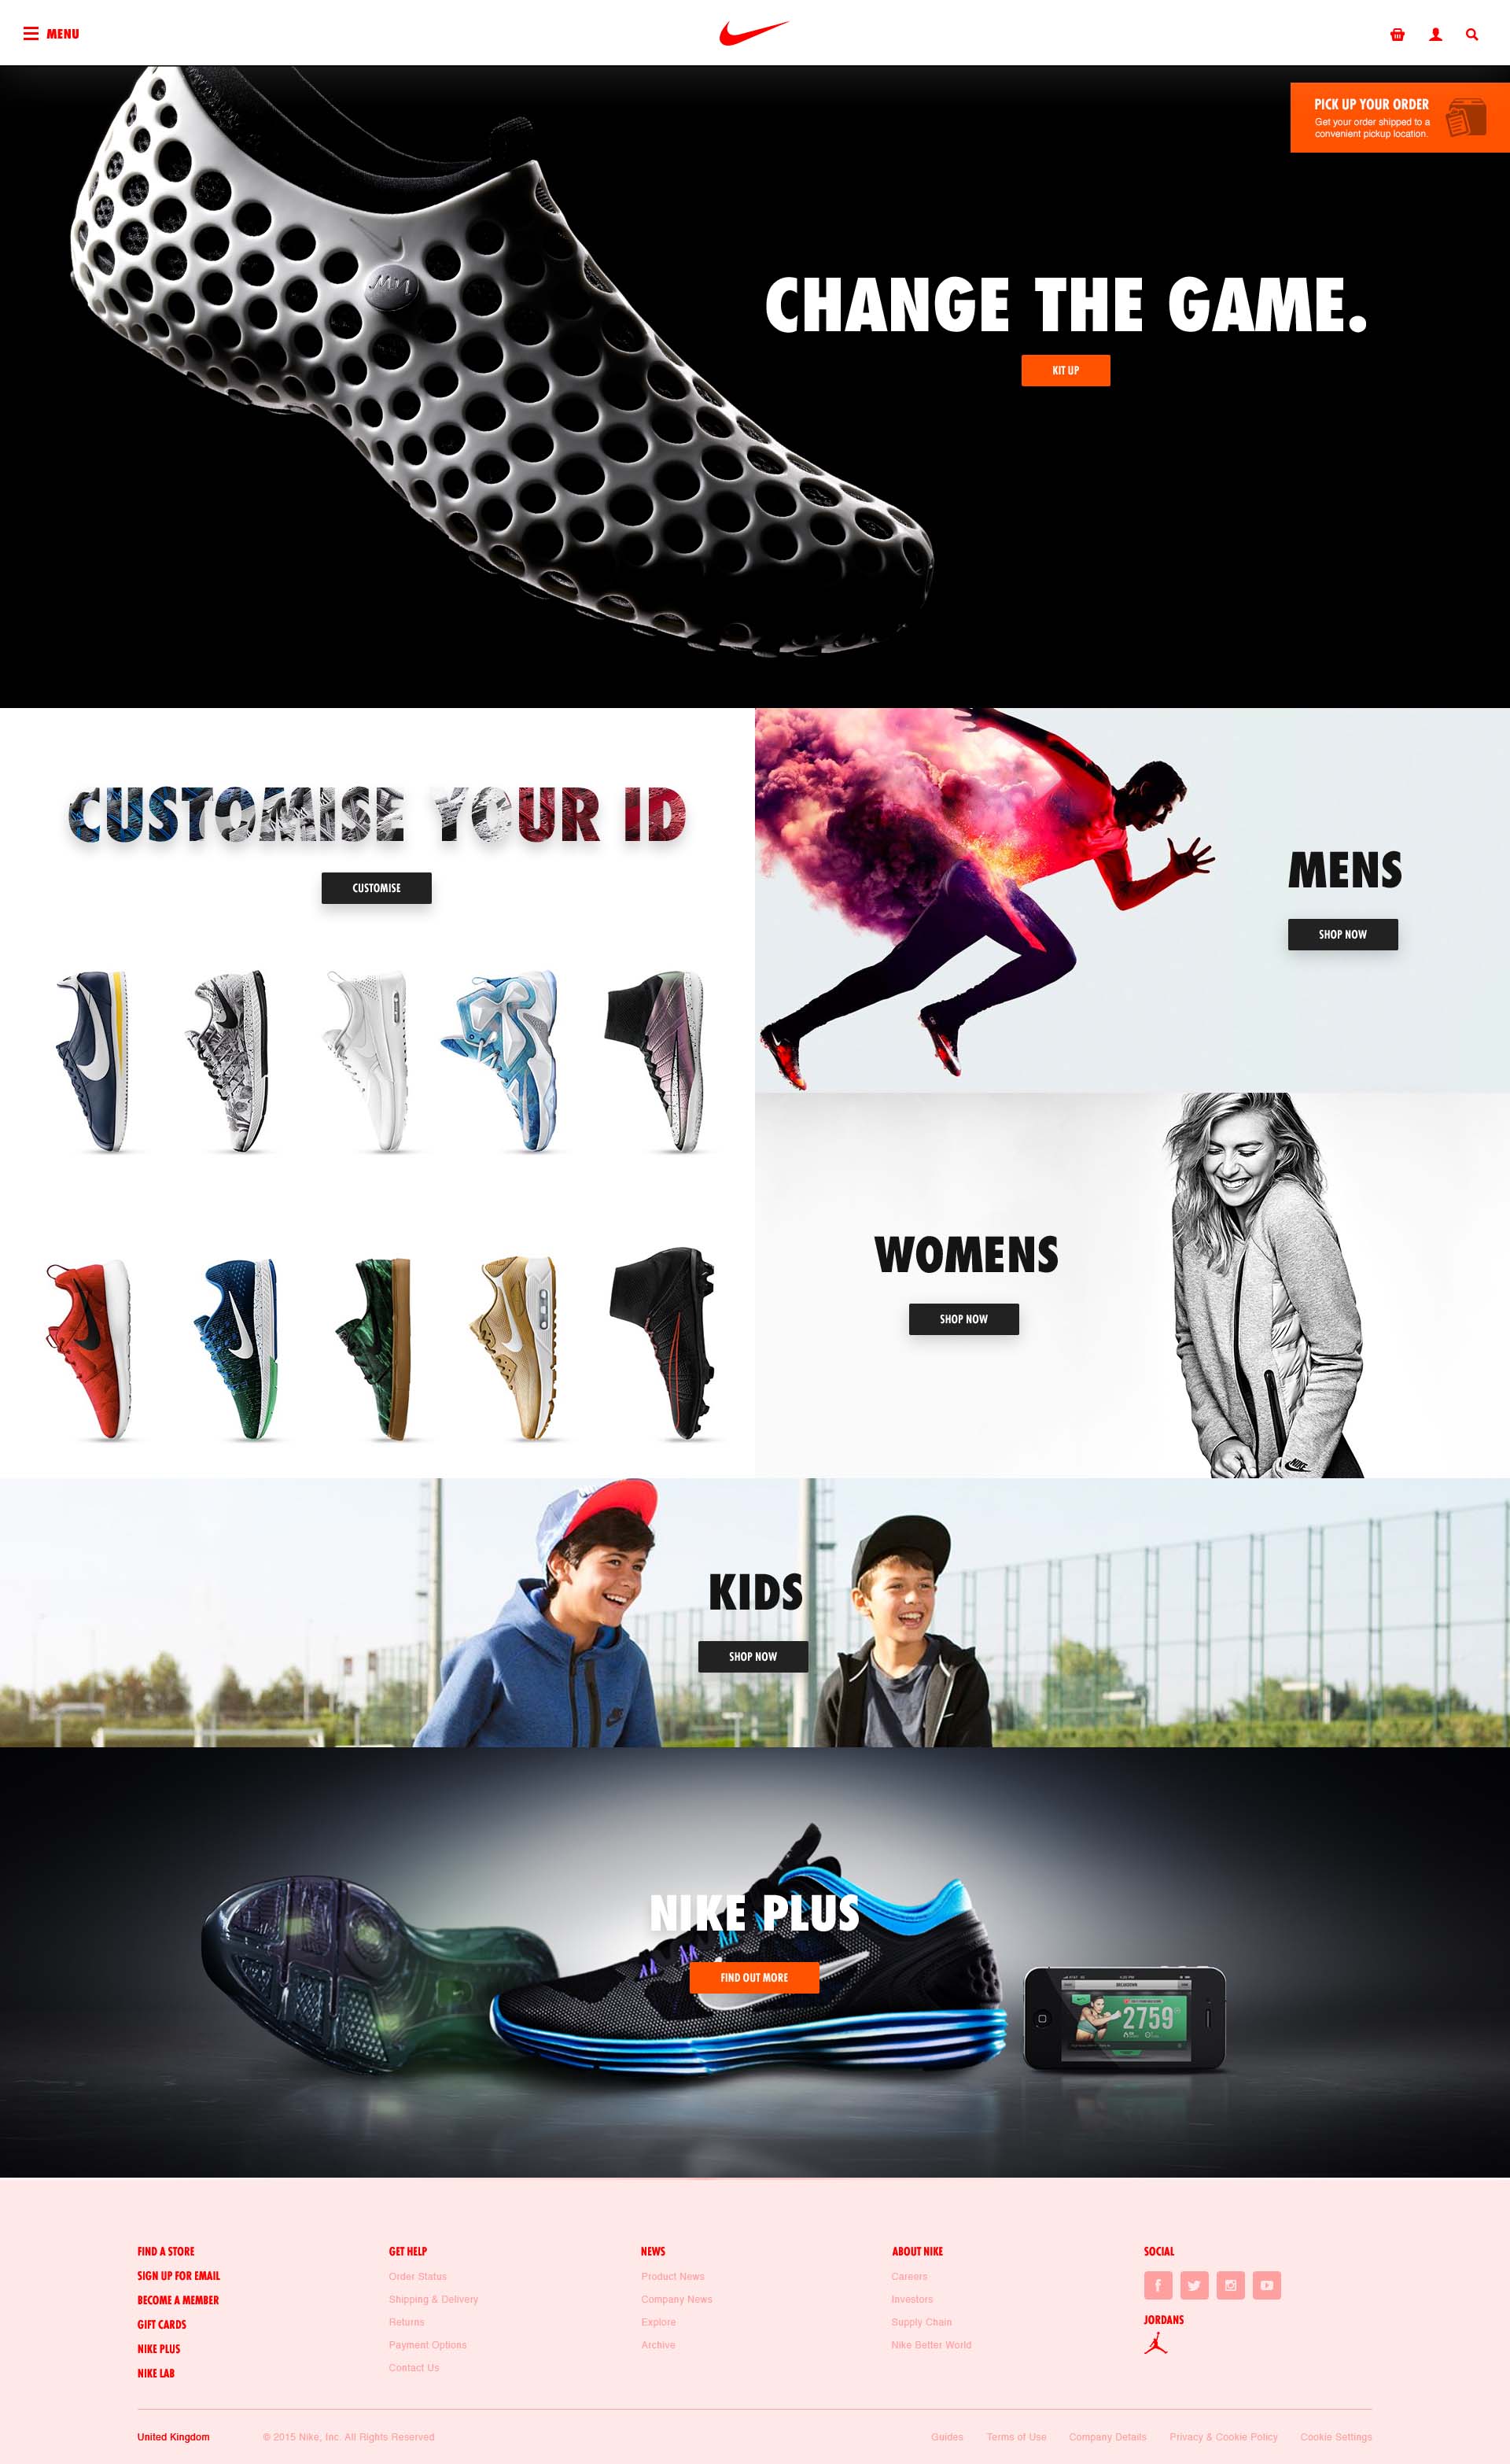 MENU
PICK UP YOUR ORDER
Get your order shipped to a
convenient pickup location.
CHANGE THE GAME.
KIT UP
CUSTOMISE YOUR ID
CUSTOMISE
MENS
SHOP NOW
WOMENS
SHOP NOW
NIKE
KIDS
SHOP NOW
NIKE PLUS
FIND OUT MORE
2759
FIND A STORE
SIGN UP FOR EMAIL
BECOME A MEMBER
GIFT CARDS
NIKE PLUS
NIKE LAB
GET HELP
Order Status
Shipping & Delivery
Returns
Payment Options
Contact Us
NEWS
Product News
Company News
Explore
Archive
ABOUT NIKE
Careers
Investors
Supply Chain
Nike Better World
SOCIAL
JORDANS
United Kingdom
© 2015 Nike, Inc. All Rights Reserved
Guides
Terms of Use
Company Details
Privacy & Cookie Policy
Cookie Settings